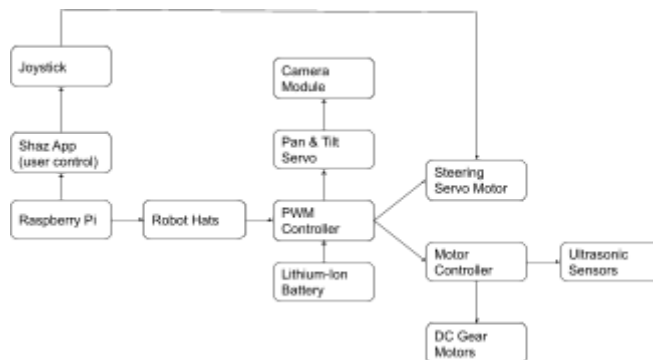 Joystick
Camera
Module
Shaz App
(user control)
Pan & Tilt
Servo
Steering
Servo Motor
Raspberry Pi
Robot Hats
PWM
Controller
Lithium-Ion
Battery
Motor
Controller
Ultrasonic
Sensors
DC Gear
Motors